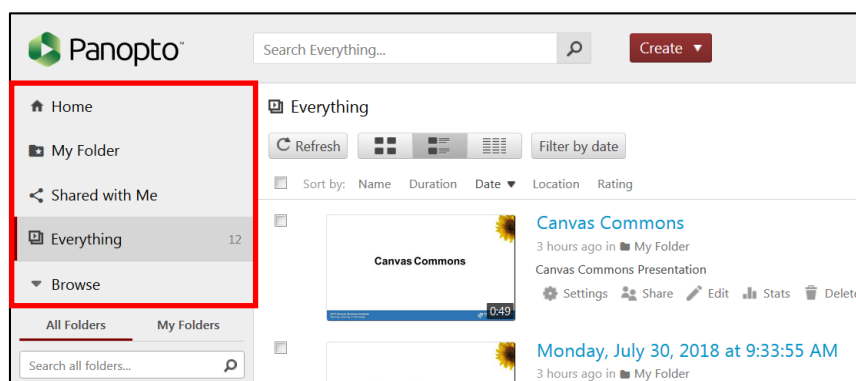 Panopto™
Search Everything...
Create
Home
My Folder
Shared with Me
Everything 12
Browse
All Folders My Folders
Search all folders...
Everything
Refresh Filter by date
Sort by: Name Duration Date Location Rating
Canvas Commons
0:49
Canvas Commons
3 hours ago in My Folder
Canvas Commons Presentation
Settings Share Edit Stats Delete
Monday, July 30, 2018 at 9:33:55 AM
3 hours ago in My Folder